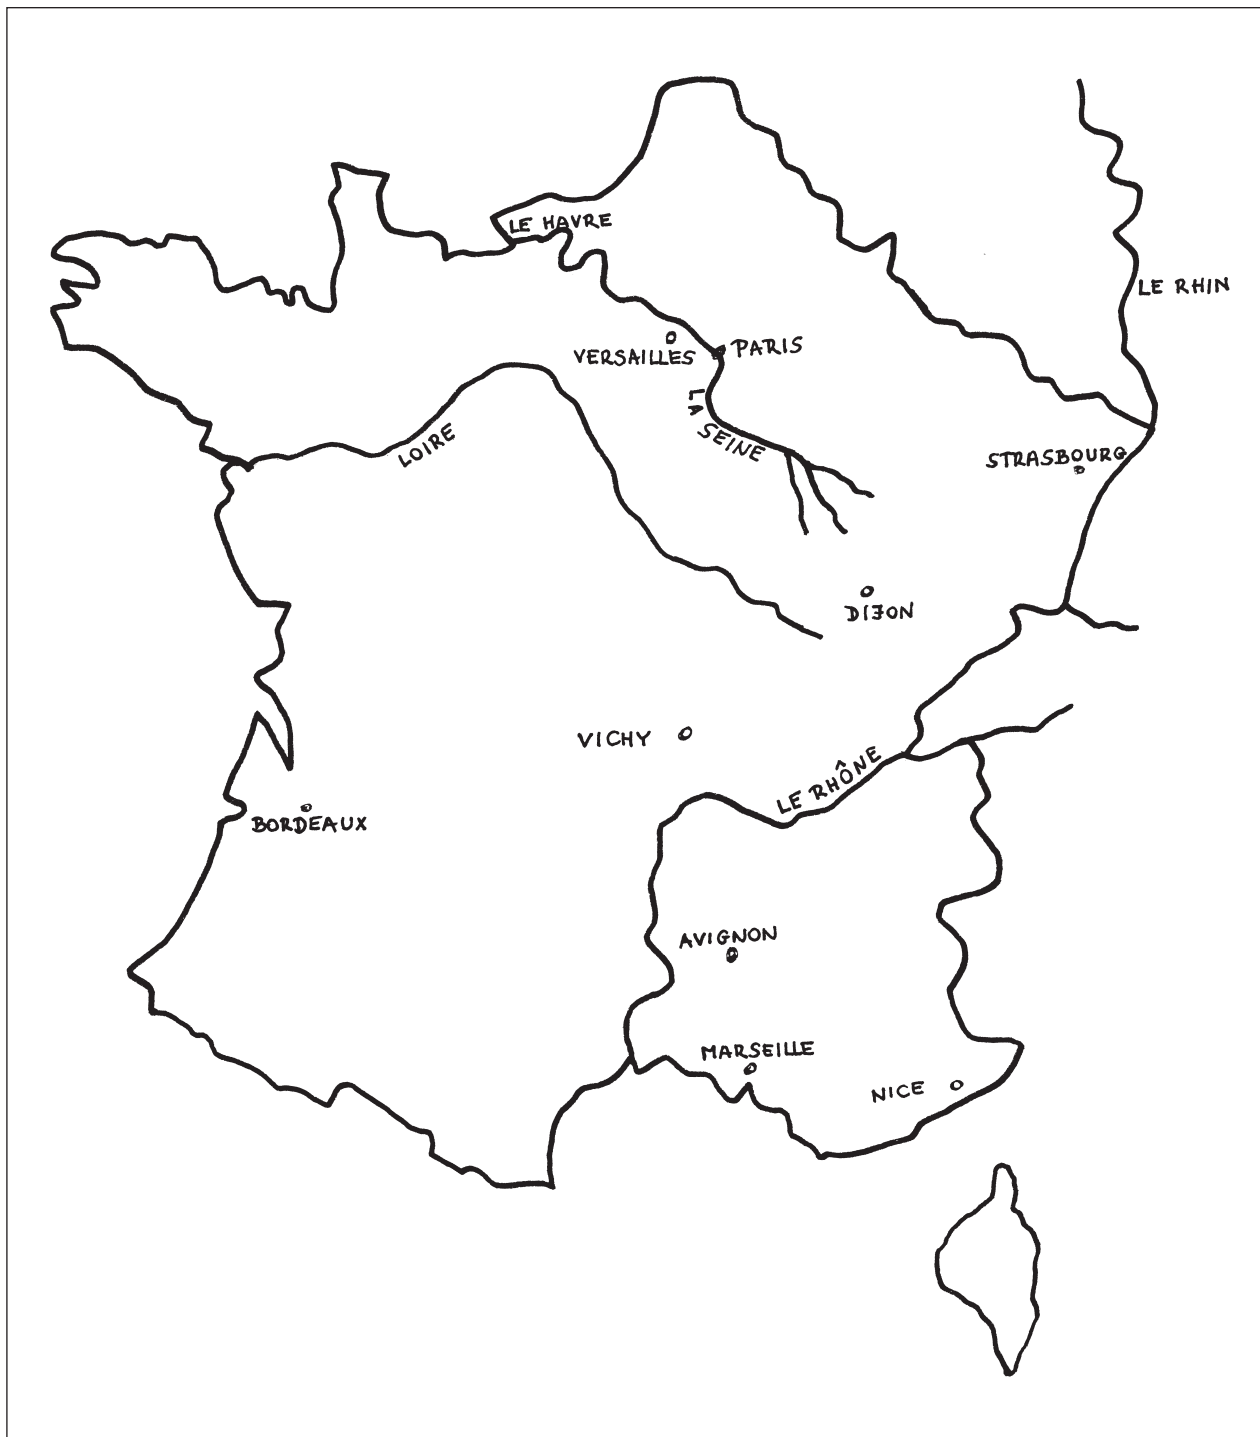 LE HAVRE
LE RHIN
VERSAILLES
PARIS
LA SEINE
LOIRE
STRASBOURG
DIJON
VICHY
LE RHÔNE
BORDEAUX
AVIGNON
MARSEILLE
NICE